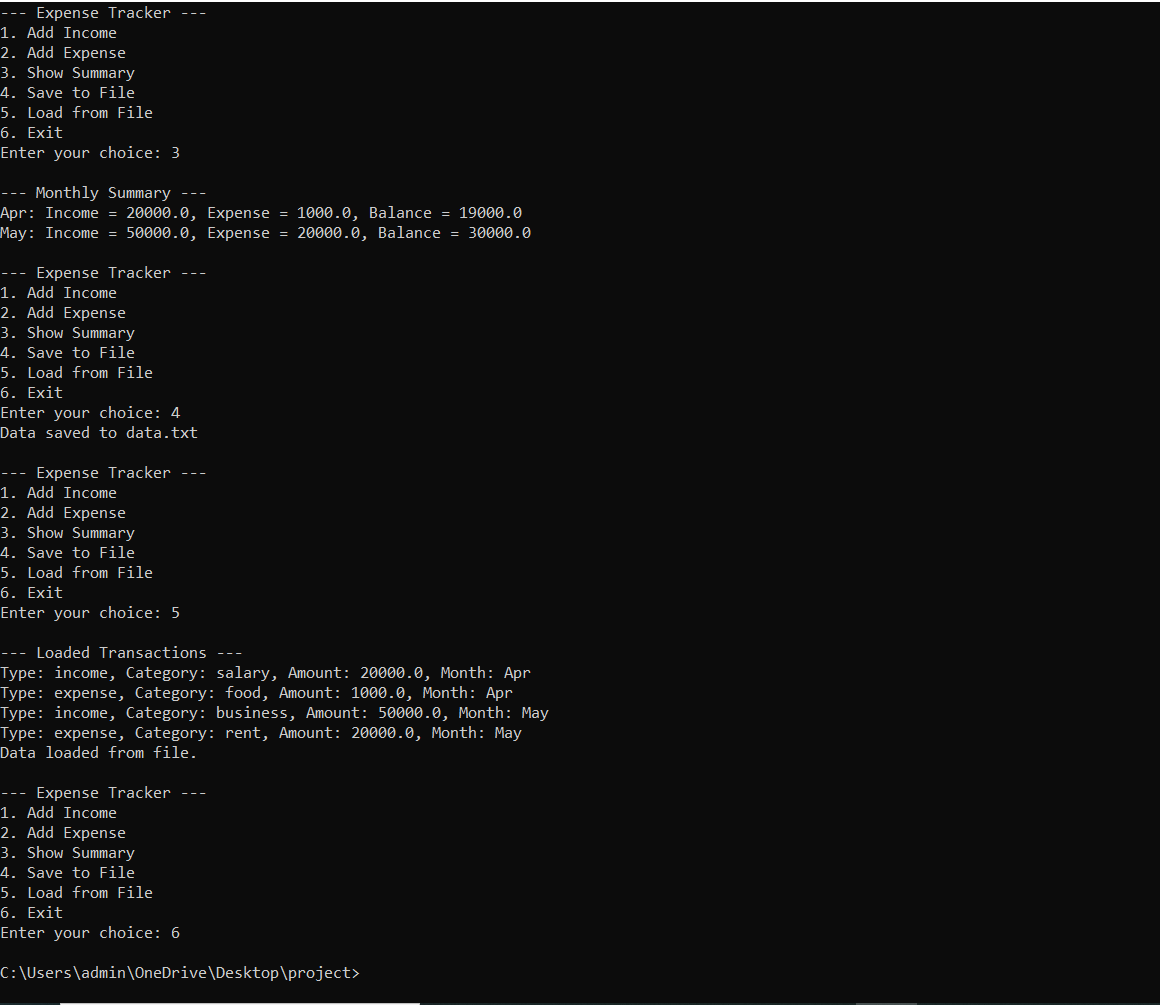 --- Expense Tracker ---
1. Add Income
2. Add Expense
3. Show Summary
4. Save to File
5. Load from File
6. Exit
Enter your choice: 3
--- Monthly Summary ---
Apr: Income = 20000.0, Expense = 1000.0, Balance = 19000.0
May: Income = 50000.0, Expense = 20000.0, Balance = 30000.0
--- Expense Tracker ---
1. Add Income
2. Add Expense
3. Show Summary
4. Save to File
5. Load from File
6. Exit
Enter your choice: 4
Data saved to data.txt
--- Expense Tracker ---
1. Add Income
2. Add Expense
3. Show Summary
4. Save to File
5. Load from File
6. Exit
Enter your choice: 5
--- Loaded Transactions ---
Type: income, Category: salary, Amount: 20000.0, Month: Apr
Type: expense, Category: food, Amount: 1000.0, Month: Apr
Type: income, Category: business, Amount: 50000.0, Month: May
Type: expense, Category: rent, Amount: 20000.0, Month: May
Data loaded from file.
--- Expense Tracker ---
1. Add Income
2. Add Expense
3. Show Summary
4. Save to File
5. Load from File
6. Exit
Enter your choice: 6
C:\Users\admin\OneDrive\Desktop\project>